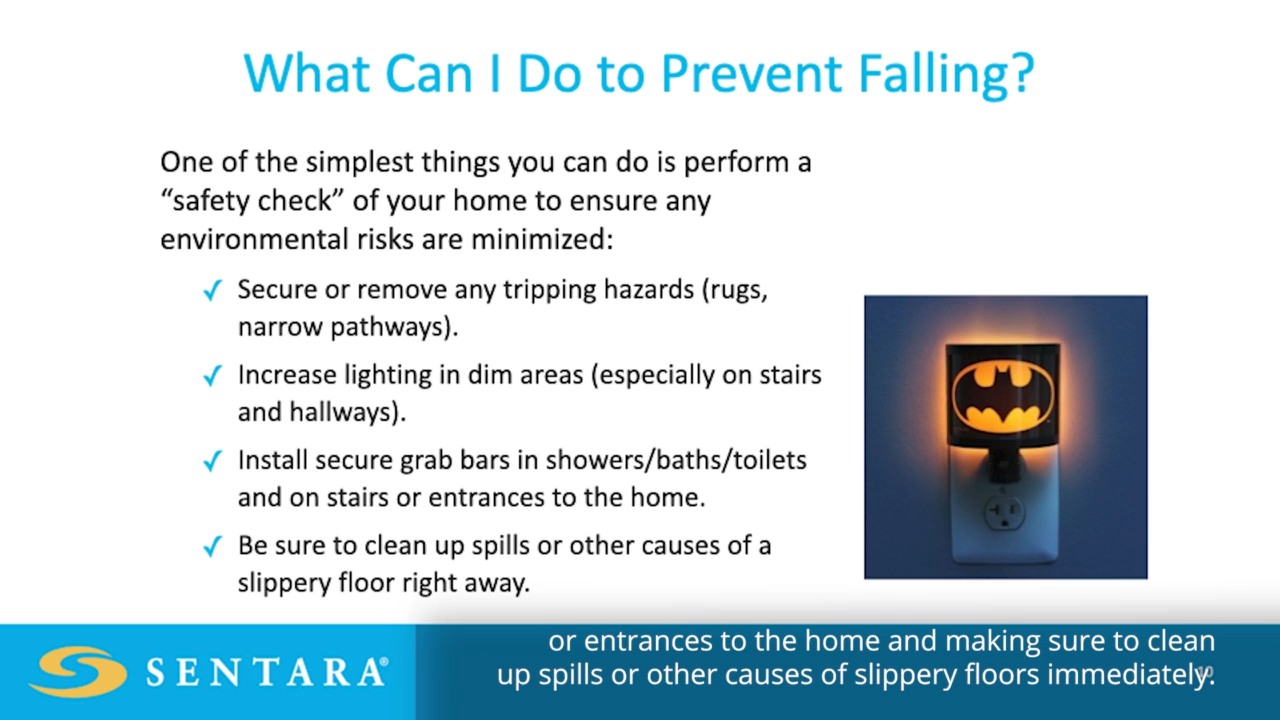 What Can I Do to Prevent Falling?
One of the simplest things you can do is perform a
“safety check” of your home to ensure any
environmental risks are minimized:
✓ Secure or remove any tripping hazards (rugs,
narrow pathways).
✓ Increase lighting in dim areas (especially on stairs
and hallways).
✓ Install secure grab bars in showers/baths/toilets
and on stairs or entrances to the home.
✓ Be sure to clean up spills or other causes of a
slippery floor right away.
or entrances to the home and making sure to clean
up spills or other causes of slippery floors immediately.
10
SENTARA®